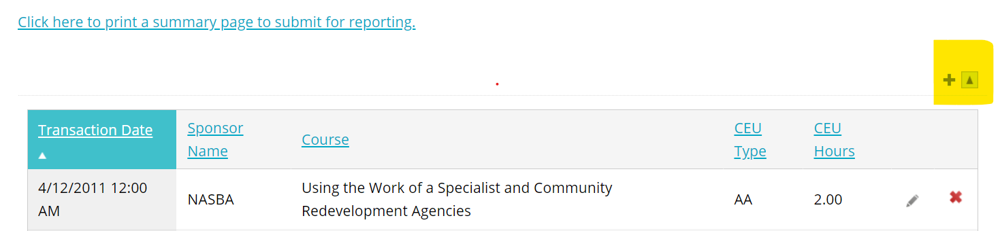 Click here to print a summary page to submit for reporting.
Transaction Date
Sponsor
Name
Course
CEU
Type
CEU
Hours
4/12/2011 12:00
AM
NASBA
Using the Work of a Specialist and Community
Redevelopment Agencies
AA
2.00